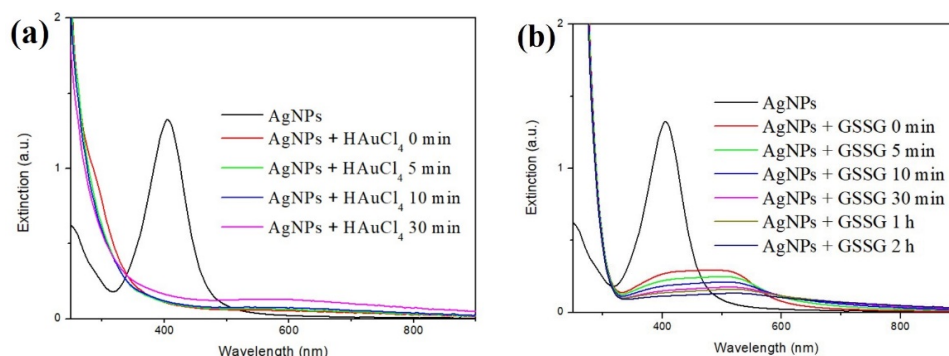 (a)
2
1
0
Extinction (a.u.)
AgNPs
AgNPs + HAuCl4 0 min
AgNPs + HAuCl4 5 min
AgNPs + HAuCl4 10 min
AgNPs + HAuCl4 30 min
400 600 800
Wavelength (nm)
(b)
2
1
0
Extinction (a.u.)
AgNPs
AgNPs + GSSG 0 min
AgNPs + GSSG 5 min
AgNPs + GSSG 10 min
AgNPs + GSSG 30 min
AgNPs + GSSG 1 h
AgNPs + GSSG 2 h
400 600 800
Wavelength (nm)